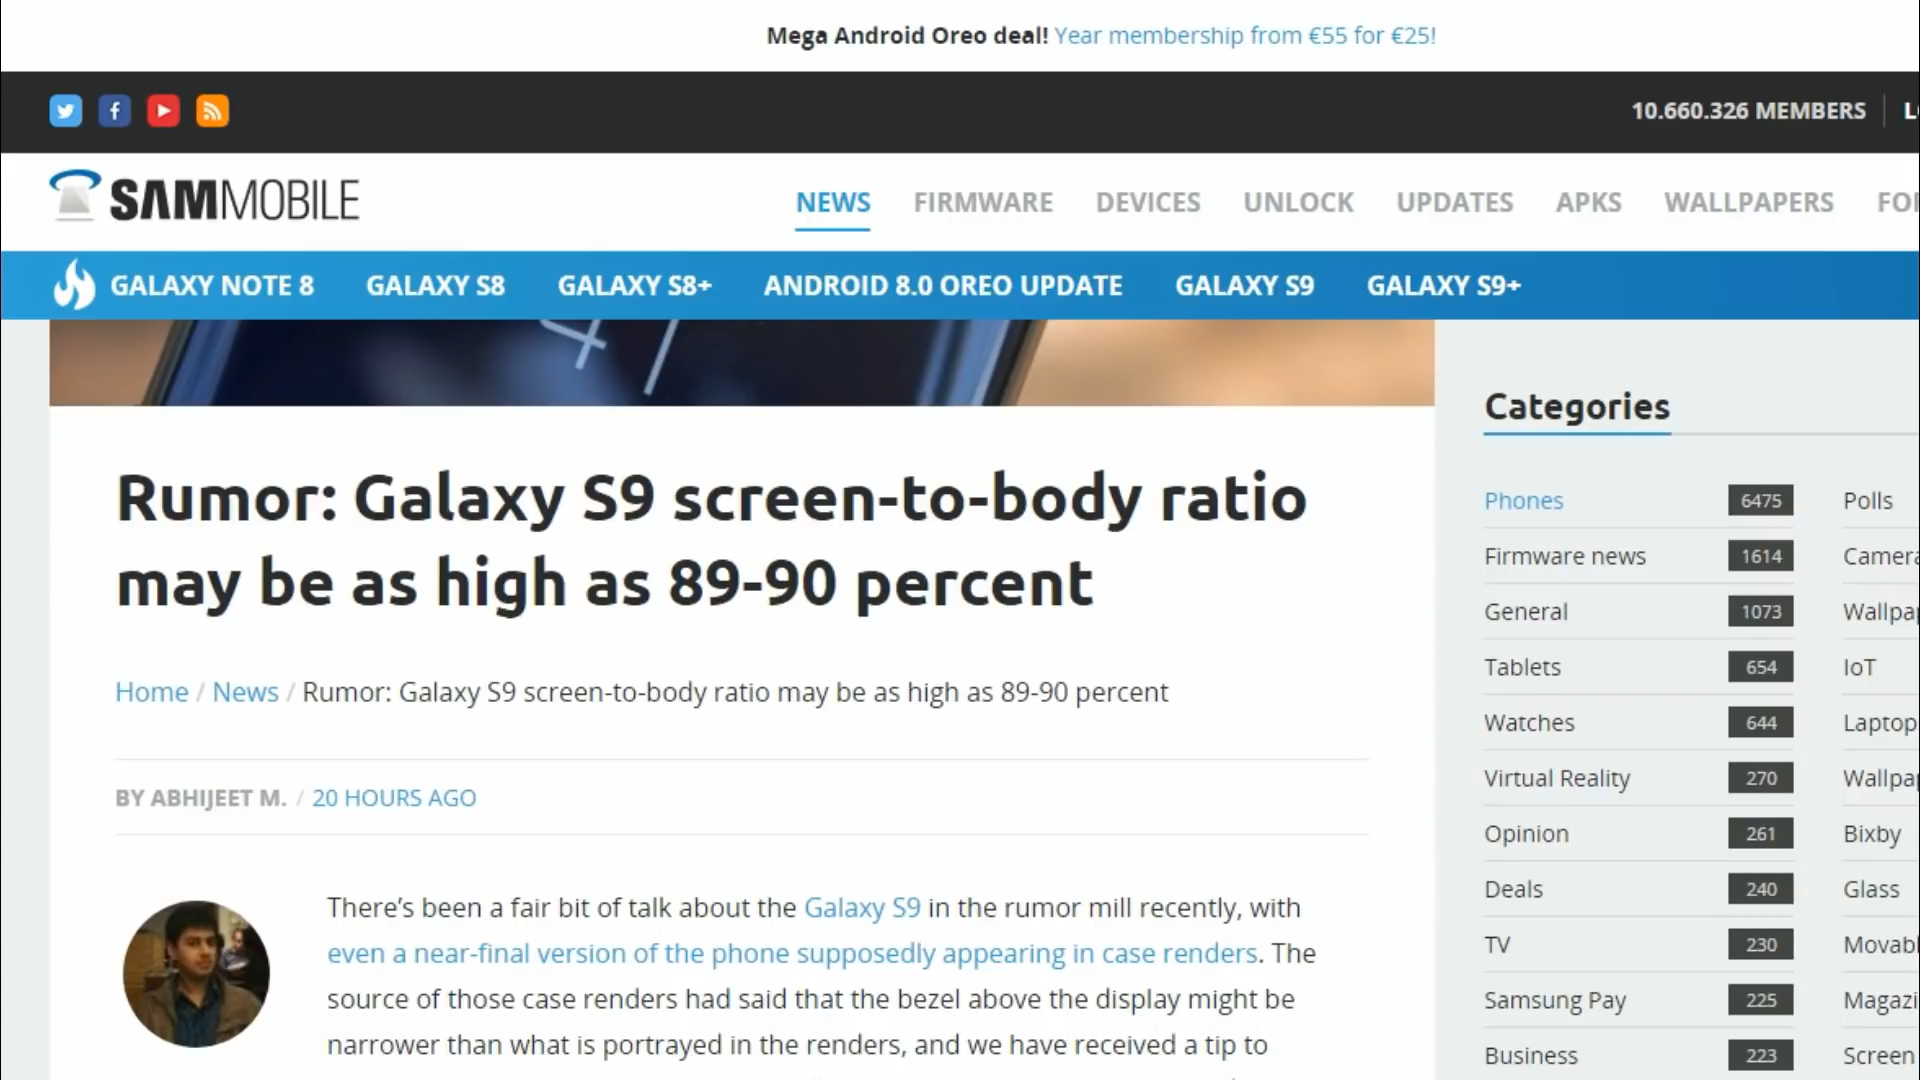 Mega Android Oreo deal! Year membership from €55 for €25!
10.660.326 MEMBERS
SAMMOBILE
NEWS FIRMWARE DEVICES UNLOCK UPDATES APKS WALLPAPERS
GALAXY NOTE 8 GALAXY S8 GALAXY S8+ ANDROID 8.0 OREO UPDATE GALAXY S9 GALAXY S9+
Rumor: Galaxy S9 screen-to-body ratio
may be as high as 89-90 percent
Home / News / Rumor: Galaxy S9 screen-to-body ratio may be as high as 89-90 percent
BY ABHIJEET M. / 20 HOURS AGO
There’s been a fair bit of talk about the Galaxy S9 in the rumor mill recently, with
even a near-final version of the phone supposedly appearing in case renders. The
source of those case renders had said that the bezel above the display might be
narrower than what is portrayed in the renders, and we have received a tip to
Categories
Phones 6475 Polls
Firmware news 1614 Camera
General 1073 Wallpap
Tablets 654 IoT
Watches 644 Laptop
Virtual Reality 270 Wallpap
Opinion 261 Bixby
Deals 240 Glass
TV 230 Movabl
Samsung Pay 225 Magazi
Business 223 Screen